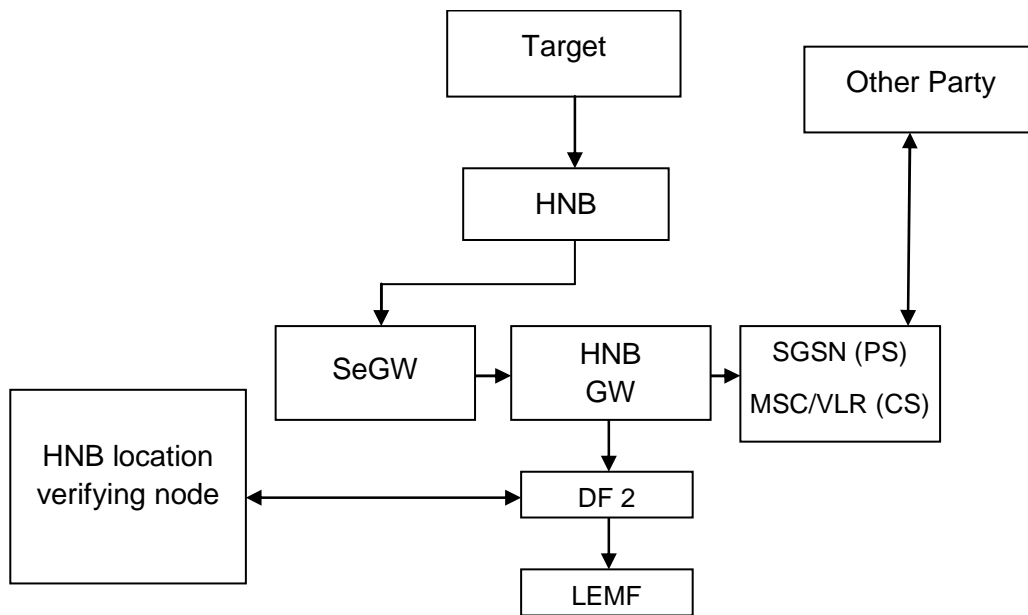 Target
Other Party
HNB
SeGW
HNB
GW
SGSN (PS)
MSC/VLR (CS)
HNB location
verifying node
DF 2
LEMF